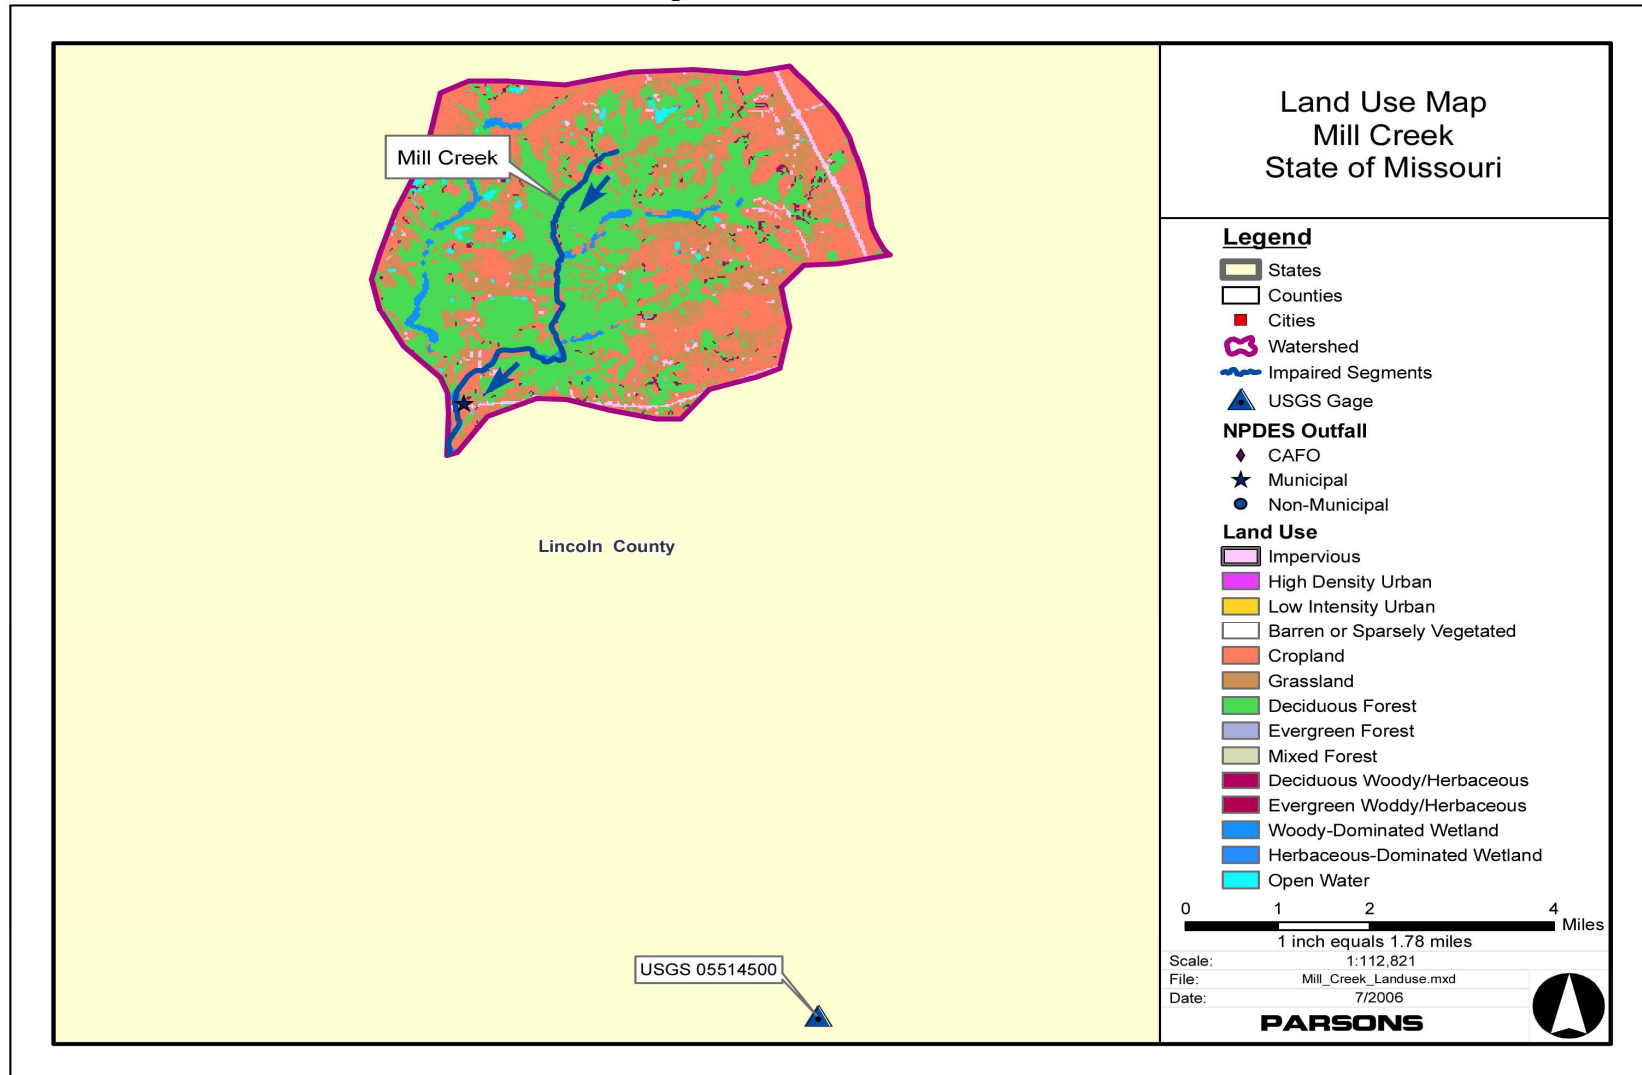 Mill Creek
Lincoln County
USGS 05514500
Land Use Map
Mill Creek
State of Missouri
Legend
States
Counties
Cities
Watershed
Impaired Segments
USGS Gage
NPDES Outfall
CAFO
Municipal
Non-Municipal
Land Use
Impervious
High Density Urban
Low Intensity Urban
Barren or Sparsely Vegetated
Cropland
Grassland
Deciduous Forest
Evergreen Forest
Mixed Forest
Deciduous Woody/Herbaceous
Evergreen Woddy/Herbaceous
Woody-Dominated Wetland
Herbaceous-Dominated Wetland
Open Water
0 1 2 4
Miles
1 inch equals 1.78 miles
Scale: 1:112,821
File: Mill_Creek_Landuse.mxd
Date: 7/2006
PARSONS